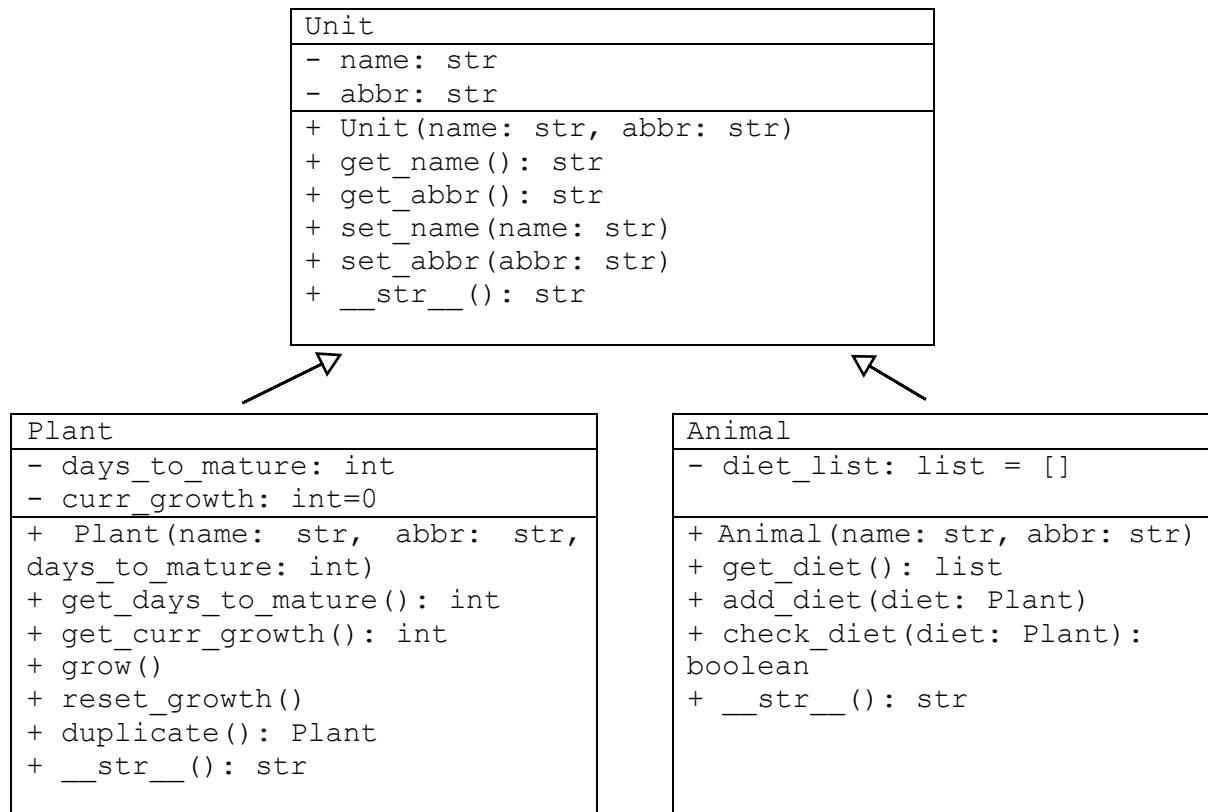 Unit
- name: str
- abbr: str
+ Unit(name: str, abbr: str)
+ get_name(): str
+ get_abbr(): str
+ set_name(name: str)
+ set_abbr(abbr: str)
+ __str__(): str
Plant
- days_to_mature: int
- curr_growth: int=0
+ Plant(name: str, abbr: str,
days_to_mature: int)
+ get_days_to_mature(): int
+ get_curr_growth(): int
+ grow()
+ reset_growth()
+ duplicate(): Plant
+ __str__(): str
Animal
- diet_list: list = []
+ Animal(name: str, abbr: str)
+ get_diet(): list
+ add_diet(diet: Plant)
+ check_diet(diet: Plant):
boolean
+ __str__(): str